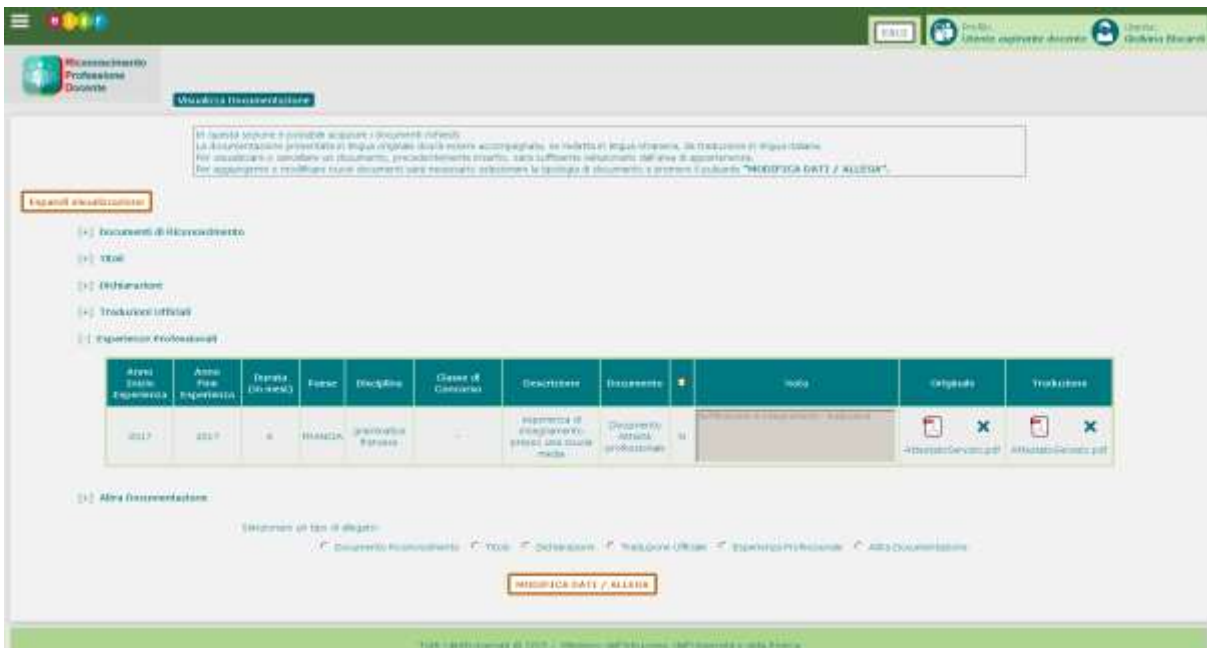 MIUR
ESCI
Profilo:
Utente aspirante docente
Utente:
Riconoscimento
Professione
Docente
Visualizza Documentazione
In questa sezione è possibile acquisire i documenti richiesti.
La documentazione presentata in lingua originale dovrà essere accompagnata, se redatta in lingua straniera, da traduzione in lingua italiana.
Per visualizzare o cancellare un documento, precedentemente inserito, sarà sufficiente selezionarlo dall'area di appartenenza.
Per aggiungere o modificare nuovi documenti sarà necessario selezionare la tipologia di documento e premere il pulsante "MODIFICA DATI / ALLEGA".
Espandi visualizzazione
[+] Documenti di Riconoscimento
[+] Titoli
[+] Dichiarazioni
[+] Traduzioni Ufficiali
[-] Esperienze Professionali
Anno Inizio Esperienza Anno Fine Esperienza Durata (in mesi) Paese Disciplina Classe di Concorso Descrizione Documento Nota Originale Traduzione
2017 2017 6 FRANCIA grammatica francese - esperienza di insegnamento presso una scuola media Documento Attività professionale N AttestatoServizio.pdf AttestatoServizio.pdf
[+] Altra Documentazione
Selezionare un tipo di allegato:
Documento Riconoscimento Titoli Dichiarazione Traduzione Ufficiale Esperienza Professionale Altra Documentazione
MODIFICA DATI / ALLEGA